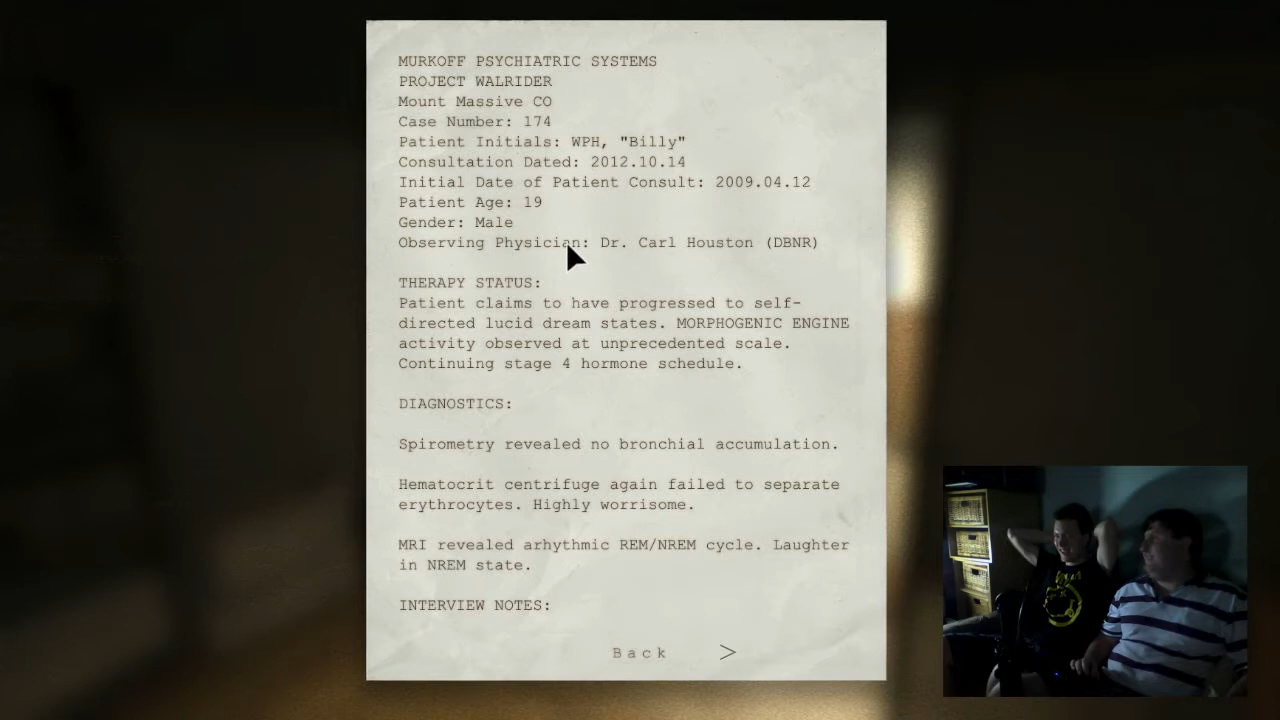 MURKOFF PSYCHIATRIC SYSTEMS
PROJECT WALRIDER
Mount Massive CO
Case Number: 174
Patient Initials: WPH, "Billy"
Consultation Dated: 2012.10.14
Initial Date of Patient Consult: 2009.04.12
Patient Age: 19
Gender: Male
Observing Physician: Dr. Carl Houston (DBNR)
THERAPY STATUS:
Patient claims to have progressed to self-
directed lucid dream states. MORPHOGENIC ENGINE
activity observed at unprecedented scale.
Continuing stage 4 hormone schedule.
DIAGNOSTICS:
Spirometry revealed no bronchial accumulation.
Hematocrit centrifuge again failed to separate
erythrocytes. Highly worrisome.
MRI revealed arhythmic REM/NREM cycle. Laughter
in NREM state.
INTERVIEW NOTES:
Back >